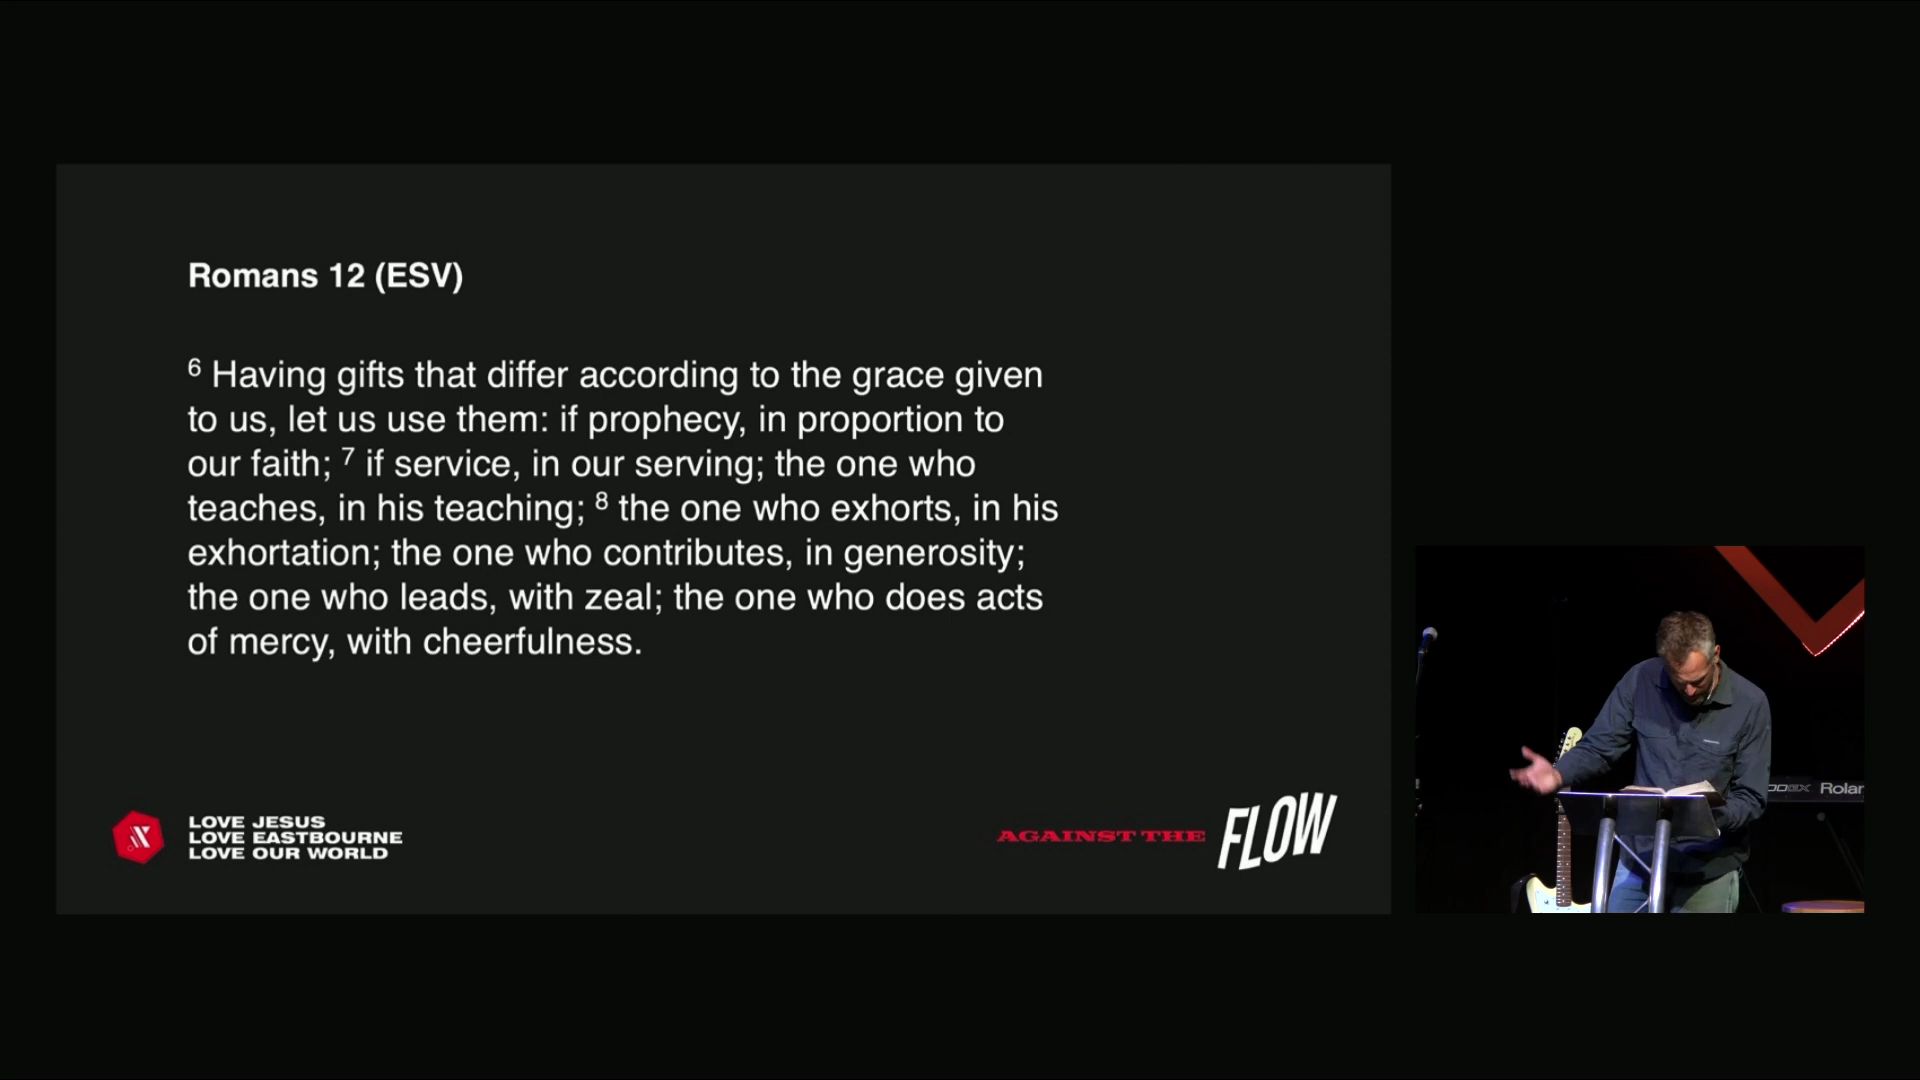 Romans 12 (ESV)
6 Having gifts that differ according to the grace given
to us, let us use them: if prophecy, in proportion to
our faith; 7 if service, in our serving; the one who
teaches, in his teaching; 8 the one who exhorts, in his
exhortation; the one who contributes, in generosity;
the one who leads, with zeal; the one who does acts
of mercy, with cheerfulness.
LOVE JESUS
LOVE EASTBOURNE
LOVE OUR WORLD
AGAINST THE FLOW
Rolan